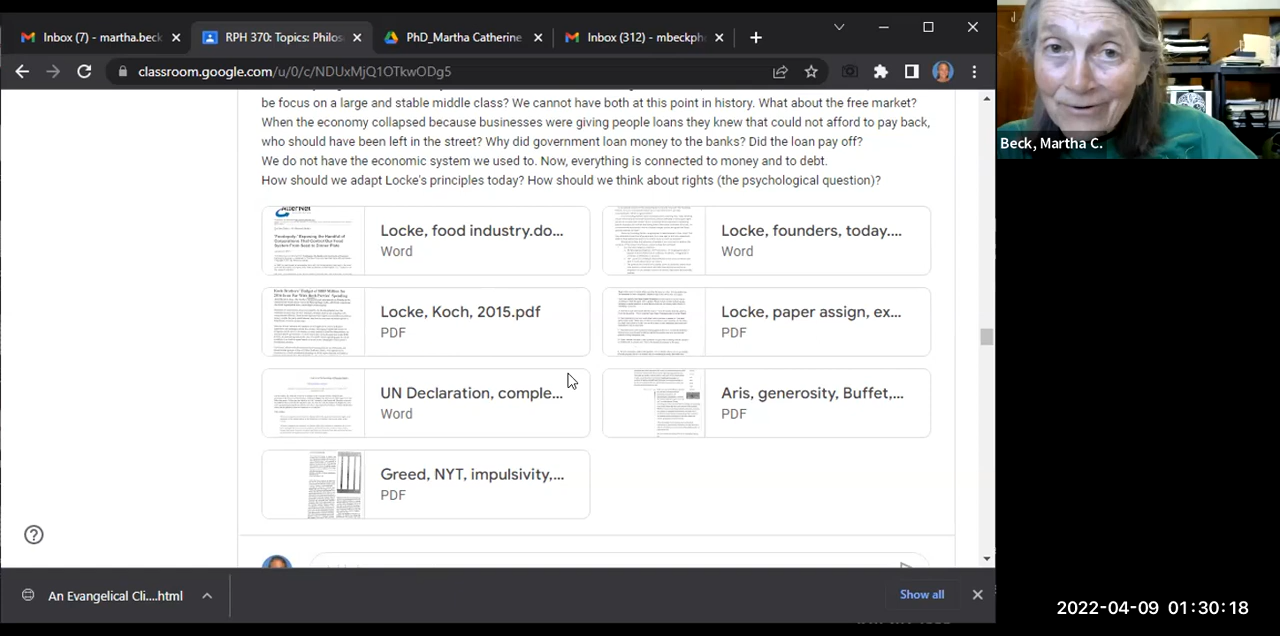 Inbox (7) - martha.beck
RPH 370: Topics Philos
PhD_Martha Catherine
Inbox (312) - mbeckph
classroom.google.com/u/0/c/NDUxMjQ1OTkwODg5
Beck, Martha C.
be focus on a large and stable middle class? We cannot have both at this point in history. What about the free market?
When the economy collapsed because businesses were giving people loans they knew that could not afford to pay back,
who should have been left in the street? Why did government loan money to the banks? Did the loan pay off?
We do not have the economic system we used to. Now, everything is connected to money and to debt.
How should we adapt Locke's principles today? How should we think about rights (the psychological question)?
Locke, food industry.do...
Word
Locke, founders, today....
Word
Locke, Korn, 2015.pdf
PDF
Locke, paper assign, ex...
PDF
UN Declaration, comple...
Word
generosity, Buffet,...
PDF
Greed, NYT, impulsivity,...
PDF
An Evangelical Cli....html
Show all
2022-04-09 01:30:18